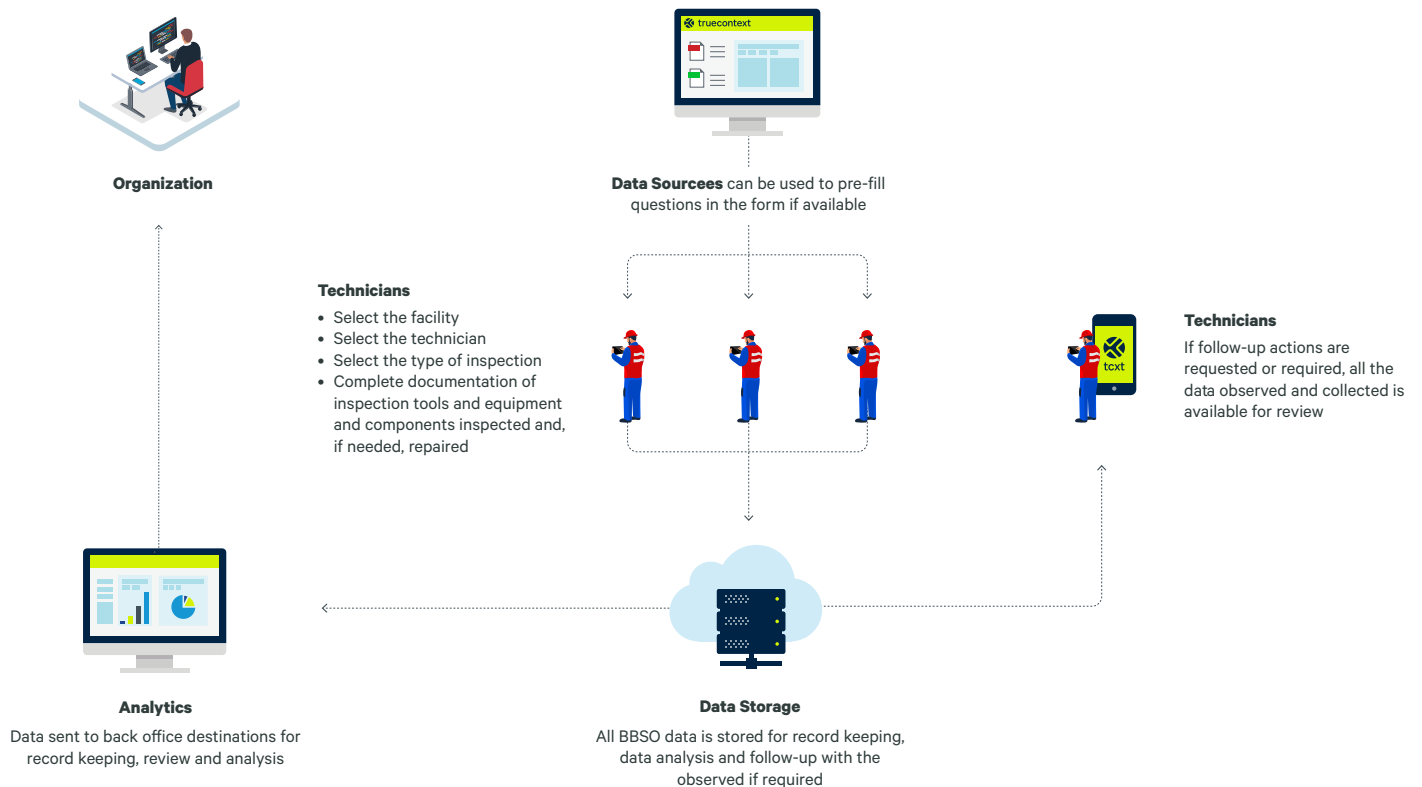 truecontext
Organization
Data Sourcees can be used to pre-fill
questions in the form if available
Technicians
• Select the facility
• Select the technician
• Select the type of inspection
• Complete documentation of
inspection tools and equipment
and components inspected and,
if needed, repaired
tcxt
Technicians
If follow-up actions are
requested or required, all the
data observed and collected is
available for review
Analytics
Data sent to back office destinations for
record keeping, review and analysis
Data Storage
All BBSO data is stored for record keeping,
data analysis and follow-up with the
observed if required